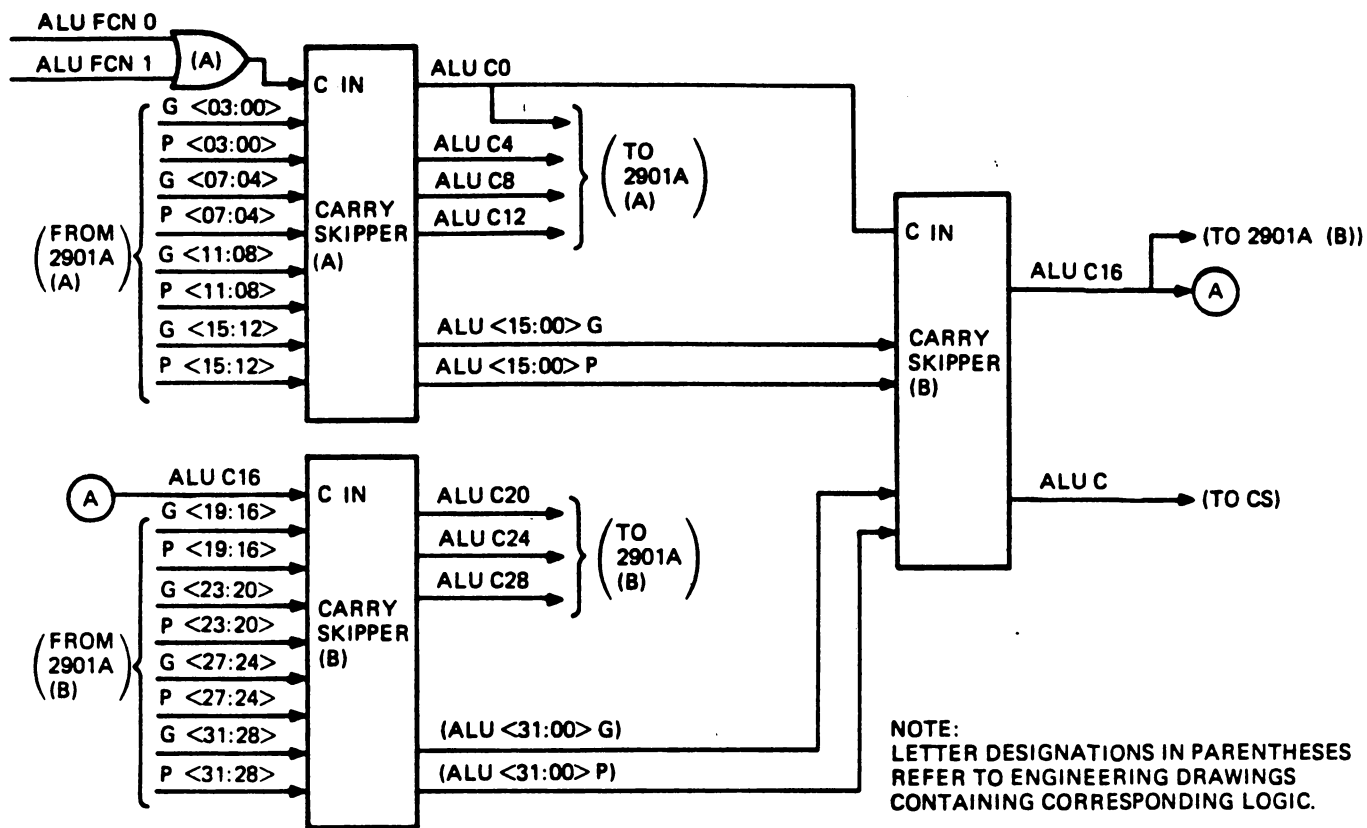 ALU FCN 0
ALU FCN 1
(A)
C IN
G <03:00>
P <03:00>
G <07:04>
P <07:04>
G <11:08>
P <11:08>
G <15:12>
P <15:12>
(FROM
2901A
(A))
CARRY
SKIPPER
(A)
ALU C0
ALU C4
ALU C8
ALU C12
(TO
2901A
(A))
ALU <15:00> G
ALU <15:00> P
C IN
CARRY
SKIPPER
(B)
ALU C16
(TO 2901A (B))
A
ALU C
(TO CS)
A
ALU C16
C IN
G <19:16>
P <19:16>
G <23:20>
P <23:20>
G <27:24>
P <27:24>
G <31:28>
P <31:28>
(FROM
2901A
(B))
CARRY
SKIPPER
(B)
ALU C20
ALU C24
ALU C28
(TO
2901A
(B))
(ALU <31:00> G)
(ALU <31:00> P)
NOTE:
LETTER DESIGNATIONS IN PARENTHESES
REFER TO ENGINEERING DRAWINGS
CONTAINING CORRESPONDING LOGIC.